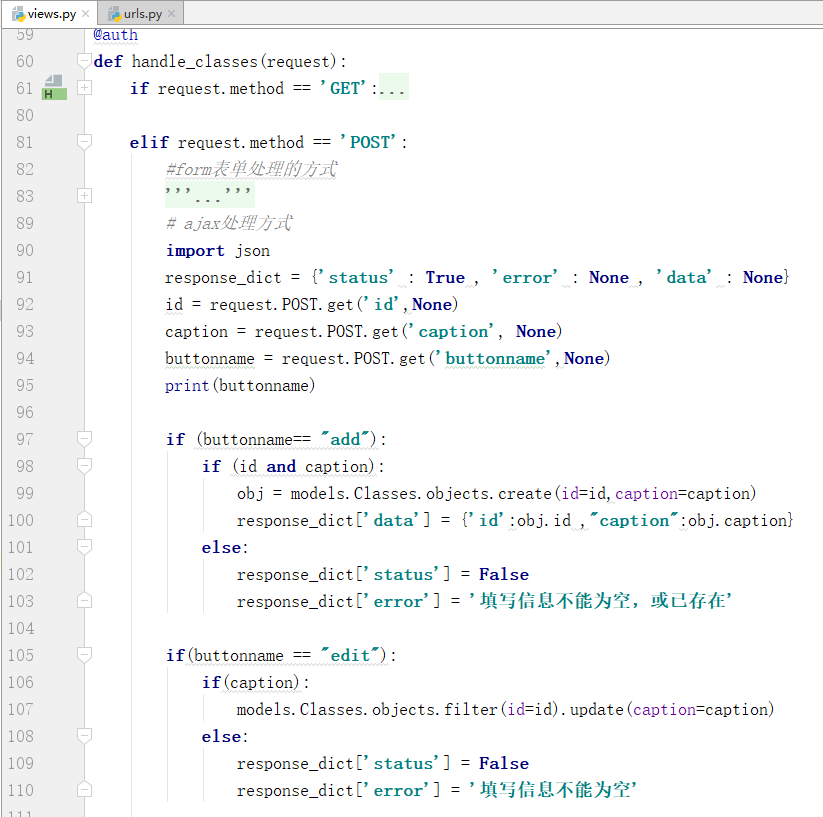 views.py × urls.py ×
59 @auth
60 def handle_classes(request):
61 H if request.method == 'GET':...
80
81 elif request.method == 'POST':
82 #form表单处理的方式
83 '''...'''
89 # ajax处理方式
90 import json
91 response_dict = {'status' : True , 'error' : None , 'data' : None}
92 id = request.POST.get('id',None)
93 caption = request.POST.get('caption', None)
94 buttonname = request.POST.get('buttonname',None)
95 print(buttonname)
96
97 if (buttonname== "add"):
98 if (id and caption):
99 obj = models.Classes.objects.create(id=id,caption=caption)
100 response_dict['data'] = {'id':obj.id ,"caption":obj.caption}
101 else:
102 response_dict['status'] = False
103 response_dict['error'] = '填写信息不能为空，或已存在'
104
105 if(buttonname == "edit"):
106 if(caption):
107 models.Classes.objects.filter(id=id).update(caption=caption)
108 else:
109 response_dict['status'] = False
110 response_dict['error'] = '填写信息不能为空'
111